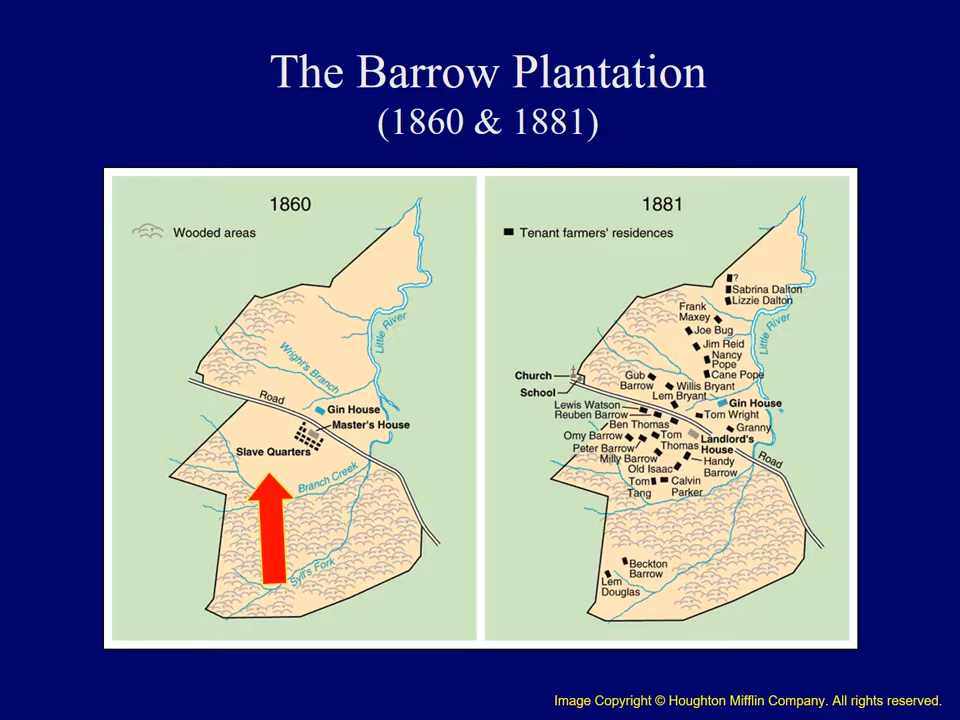 The Barrow Plantation
(1860 & 1881)
1860
Wooded areas
Little River
Wright's Branch
Road
Gin House
Master's House
Slave Quarters
Branch Creek
Syll's Fork
1881
Tenant farmers' residences
?
Sabrina Dalton
Lizzie Dalton
Frank
Maxey
Joe Bug
Little River
Jim Reid
Nancy
Pope
Cane Pope
Church
School
Gub
Barrow
Willis Bryant
Lem Bryant
Gin House
Lewis Watson
Reuben Barrow
Tom Wright
Ben Thomas
Granny
Omy Barrow
Tom
Thomas
Landlord's
House
Peter Barrow
Milly Barrow
Handy
Barrow
Road
Old Isaac
Tom
Tang
Calvin
Parker
Beckton
Barrow
Lem
Douglas
Image Copyright © Houghton Mifflin Company. All rights reserved.